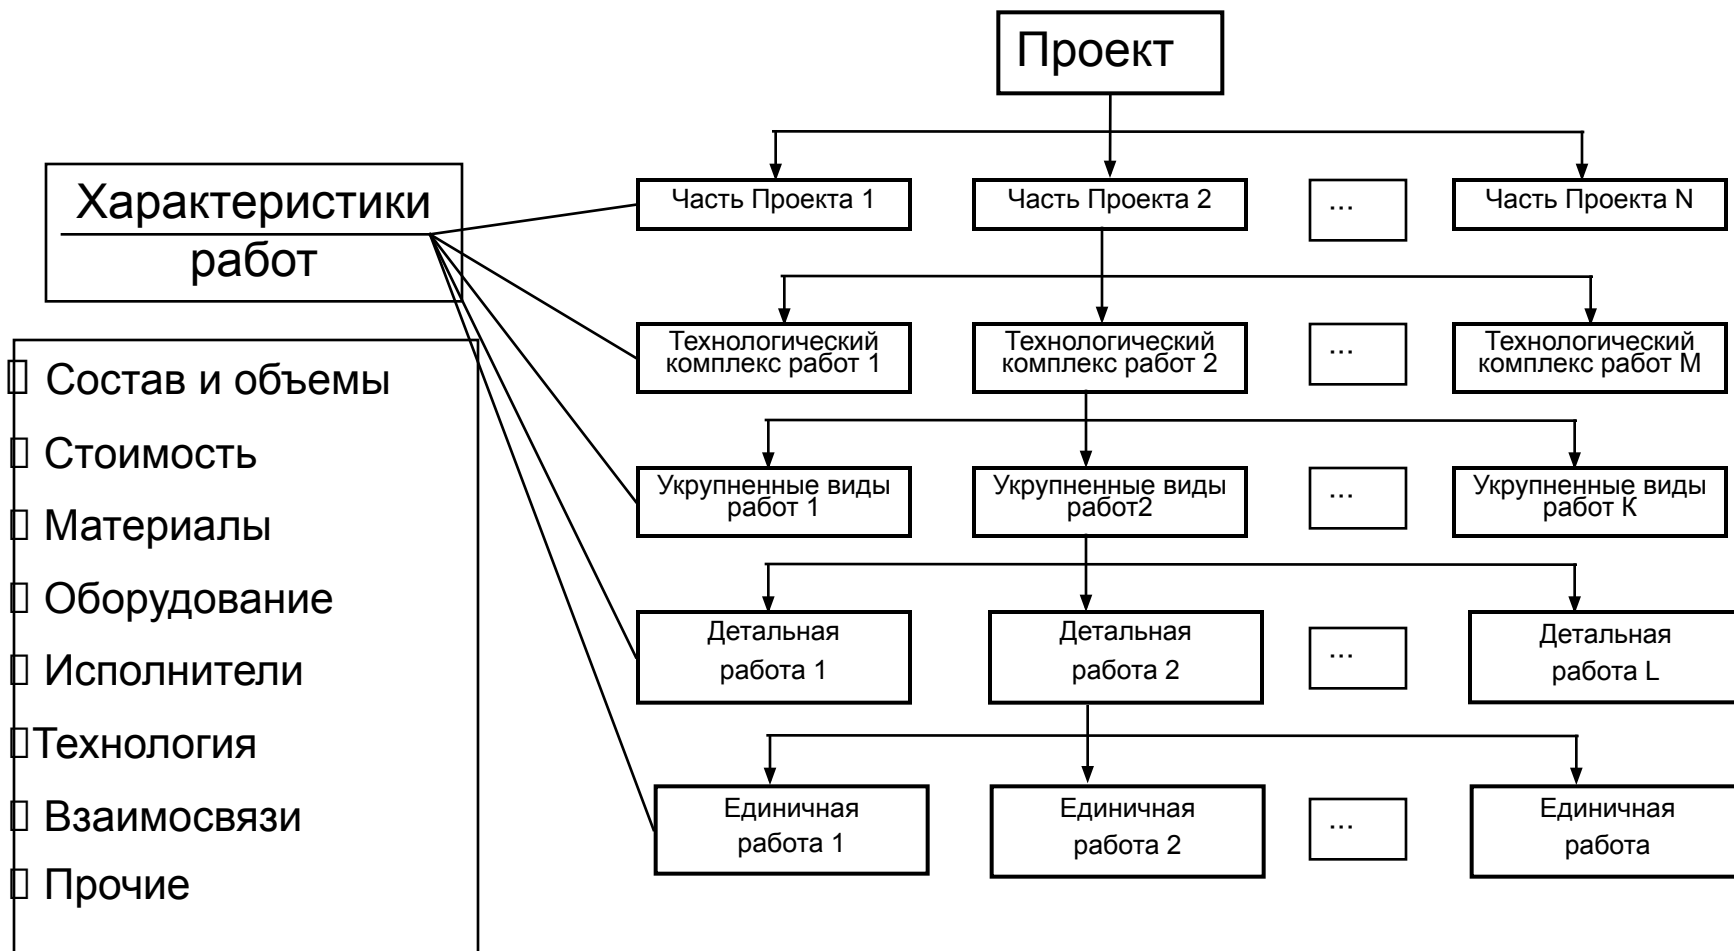 Проект
Характеристики
работ
Часть Проекта 1
Часть Проекта 2
...
Часть Проекта N
Технологический
комплекс работ 1
Технологический
комплекс работ 2
...
Технологический
комплекс работ М
Укрупненные виды
работ 1
Укрупненные виды
работ2
...
Укрупненные виды
работ К
Детальная
работа 1
Детальная
работа 2
...
Детальная
работа L
Единичная
работа 1
Единичная
работа 2
...
Единичная
работа
Состав и объемы
Стоимость
Материалы
Оборудование
Исполнители
Технология
Взаимосвязи
Прочие